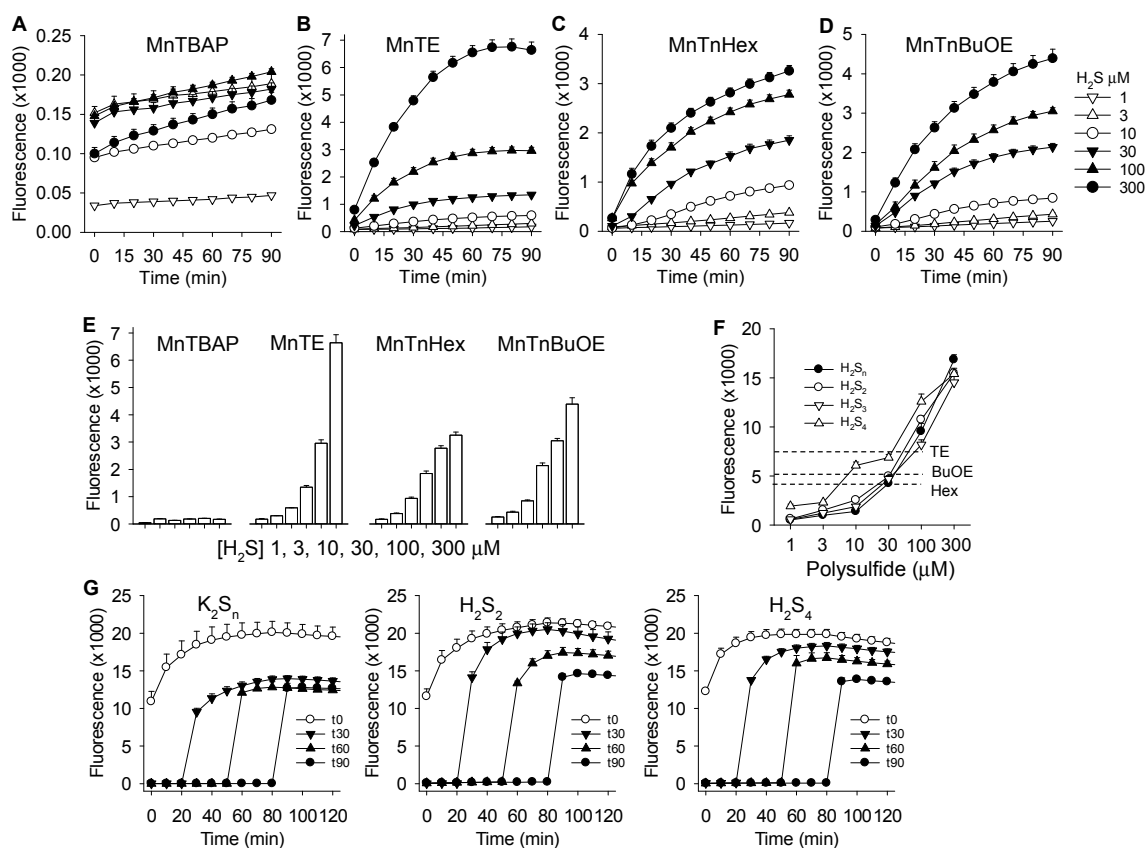 A
MnTBAP
Fluorescence (x1000)
0.25
0.20
0.15
0.10
0.05
0.00
0 15 30 45 60 75 90
Time (min)
B
MnTE
Fluorescence (x1000)
7
6
5
4
3
2
1
0
0 15 30 45 60 75 90
Time (min)
C
MnTnHex
Fluorescence (x1000)
4
3
2
1
0
0 15 30 45 60 75 90
Time (min)
D
MnTnBuOE
Fluorescence (x1000)
5
4
3
2
1
0
0 15 30 45 60 75 90
Time (min)
H₂S μM
1
3
10
30
100
300
E
MnTBAP MnTE MnTnHex MnTnBuOE
Fluorescence (x1000)
7
6
5
4
3
2
1
0
[H₂S] 1, 3, 10, 30, 100, 300 μM
F
Fluorescence (x1000)
20
15
10
5
0
H₂Sₙ
H₂S₂
H₂S₃
H₂S₄
TE
BuOE
Hex
1 3 10 30 100 300
Polysulfide (μM)
G
K₂Sₙ
Fluorescence (x1000)
25
20
15
10
5
0
t0
t30
t60
t90
0 20 40 60 80 100 120
Time (min)
H₂S₂
Fluorescence (x1000)
25
20
15
10
5
0
t0
t30
t60
t90
0 20 40 60 80 100 120
Time (min)
H₂S₄
Fluorescence (x1000)
25
20
15
10
5
0
t0
t30
t60
t90
0 20 40 60 80 100 120
Time (min)